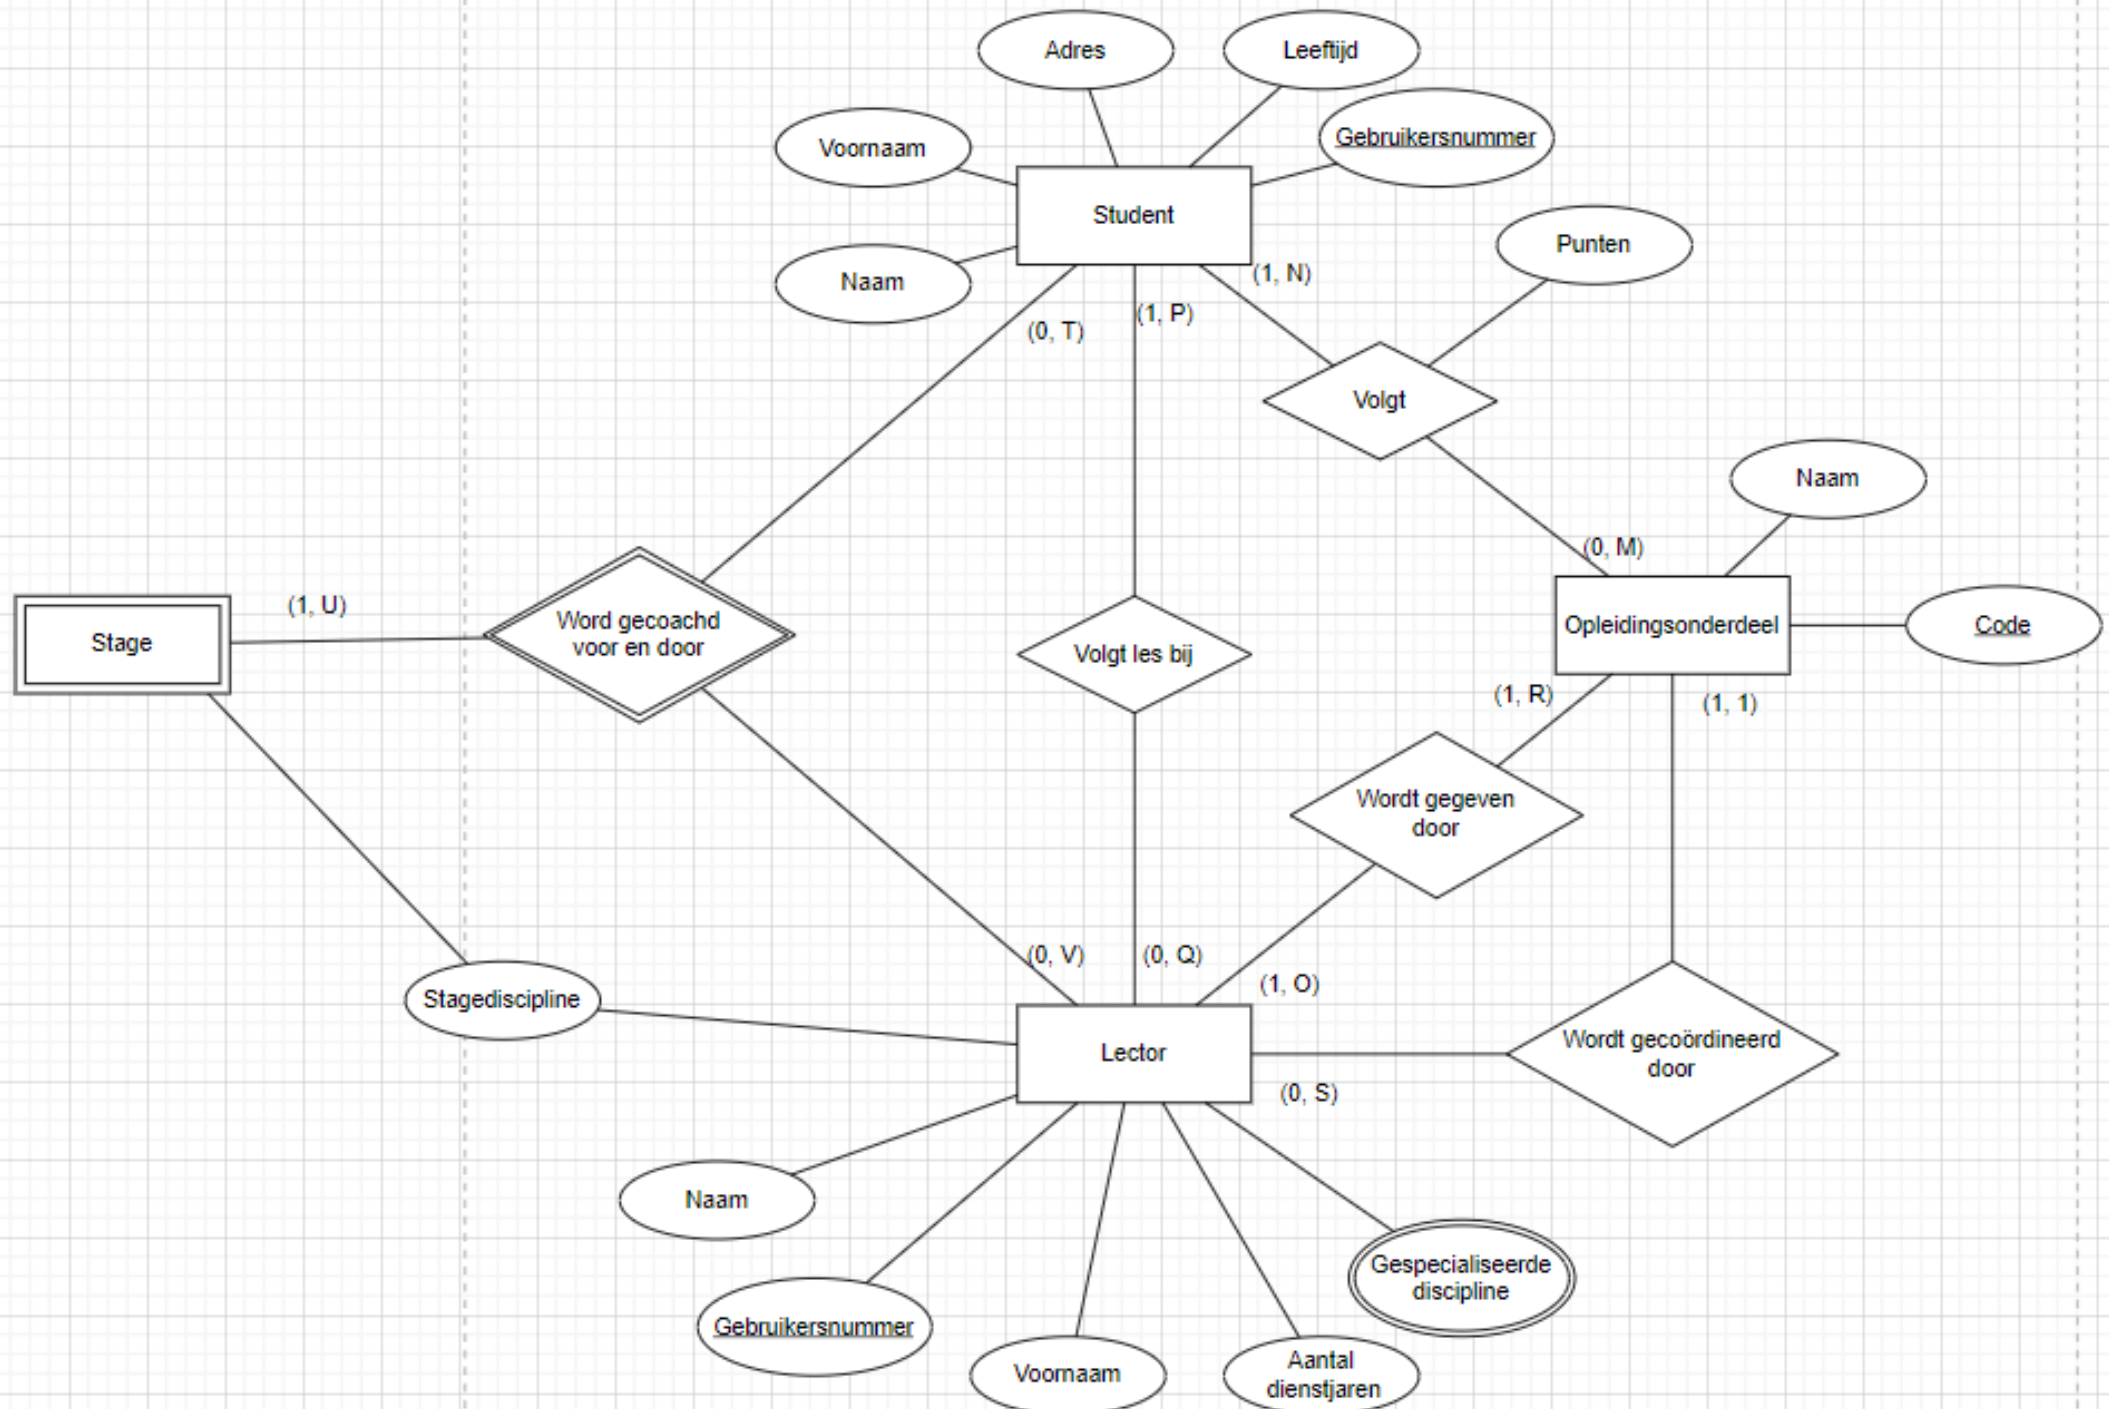 Adres
Leeftijd
Voornaam
Gebruikersnummer
Student
Punten
Naam
(1, N)
(1, P)
(0, T)
Volgt
Naam
(0, M)
(1, U)
Word gecoachd
voor en door
Stage
Volgt les bij
Opleidingsonderdeel
Code
(1, R)
(1, 1)
Wordt gegeven
door
(0, V)
(0, Q)
(1, O)
Stagediscipline
Lector
Wordt gecoördineerd
door
(0, S)
Naam
Gespecialiseerde
discipline
Gebruikersnummer
Voornaam
Aantal
dienstjaren